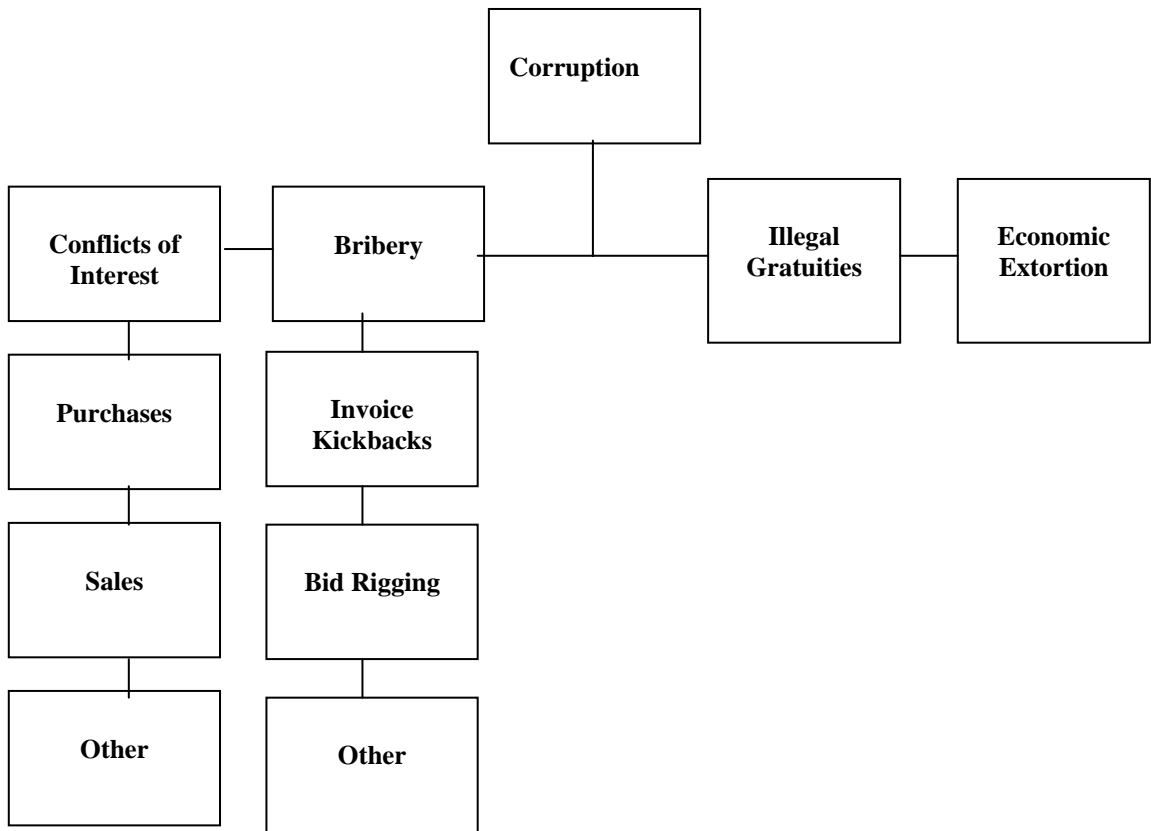 Corruption
Conflicts of
Interest
Bribery
Illegal
Gratuities
Economic
Extortion
Purchases
Invoice
Kickbacks
Sales
Bid Rigging
Other
Other